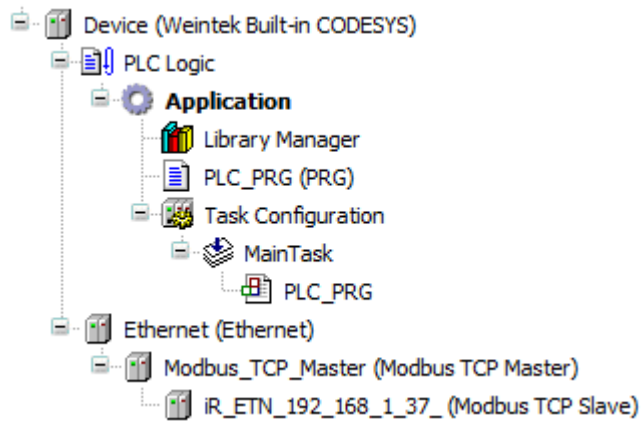 Device (Weintek Built-in CODESYS)
PLC Logic
Application
Library Manager
PLC_PRG (PRG)
Task Configuration
MainTask
PLC_PRG
Ethernet (Ethernet)
Modbus_TCP_Master (Modbus TCP Master)
iR_ETN_192_168_1_37_ (Modbus TCP Slave)